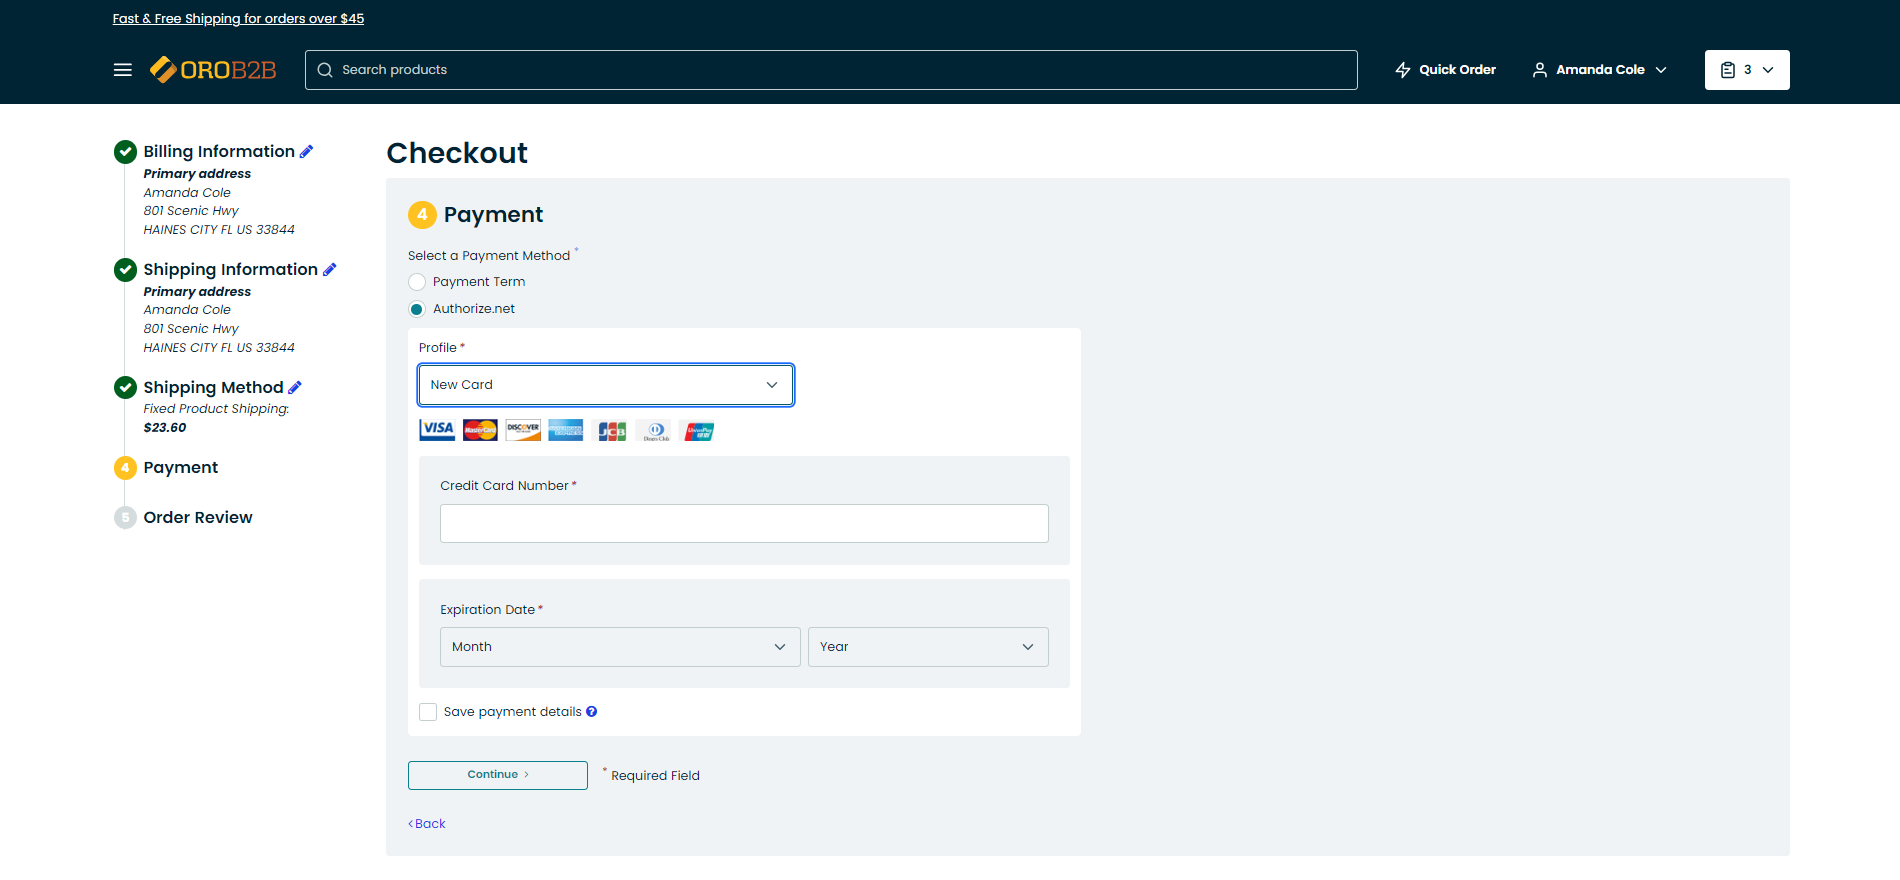 Fast & Free Shipping for orders over $45
OROB2B
Search products
Quick Order
Amanda Cole
3
Billing Information
Primary address
Amanda Cole
801 Scenic Hwy
HAINES CITY FL US 33844
Shipping Information
Primary address
Amanda Cole
801 Scenic Hwy
HAINES CITY FL US 33844
Shipping Method
Fixed Product Shipping:
$23.60
4 Payment
5 Order Review
Checkout
4 Payment
Select a Payment Method *
Payment Term
Authorize.net
Profile *
New Card
VISA MasterCard DISCOVER JCB Diners Club UnionPay
Credit Card Number *
Expiration Date *
Month Year
Save payment details ?
Continue >
* Required Field
< Back